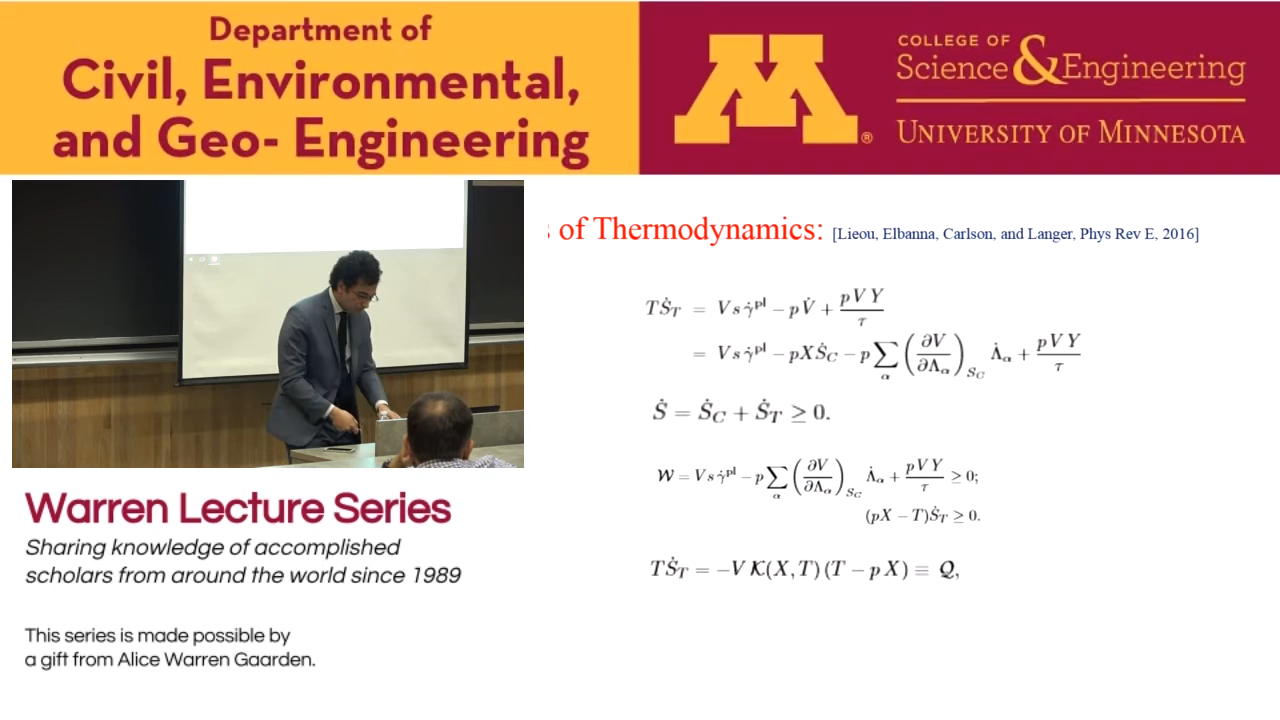 Department of
Civil, Environmental,
and Geo- Engineering
M®
COLLEGE OF
Science & Engineering
UNIVERSITY OF MINNESOTA
of Thermodynamics: [Lieou, Elbanna, Carlson, and Langer, Phys Rev E, 2016]
TṠ_T = V s γ̇^pl − p V̇ + pVY/τ
= V s γ̇^pl − pXṠ_C − p ∑_α (∂V/∂Λ_α)_{S_C} Λ̇_α + pVY/τ
Ṡ = Ṡ_C + Ṡ_T ≥ 0.
𝒲 = V s γ̇^pl − p ∑_α (∂V/∂Λ_α)_{S_C} Λ̇_α + pVY/τ ≥ 0;
(pX − T)Ṡ_T ≥ 0.
TṠ_T = −V 𝒦(X, T) (T − p X) ≡ 𝒬,
Warren Lecture Series
Sharing knowledge of accomplished
scholars from around the world since 1989
This series is made possible by
a gift from Alice Warren Gaarden.